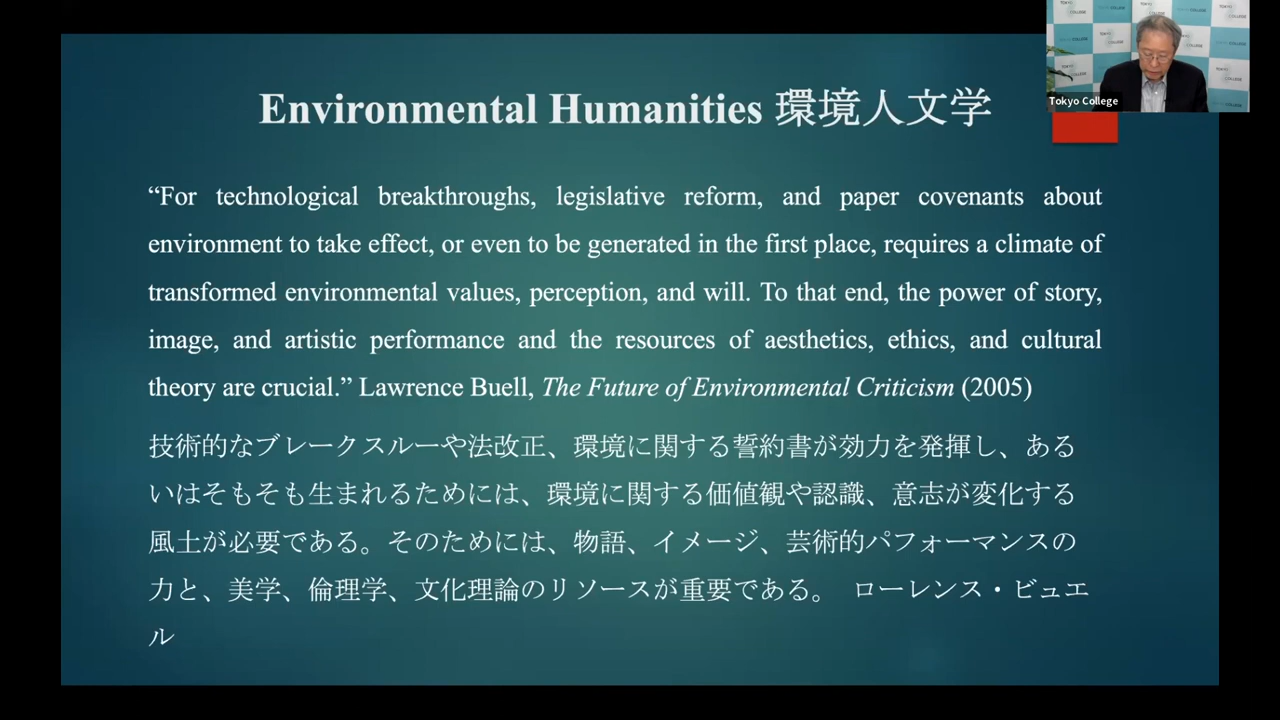 Environmental Humanities 環境人文学
“For technological breakthroughs, legislative reform, and paper covenants about
environment to take effect, or even to be generated in the first place, requires a climate of
transformed environmental values, perception, and will. To that end, the power of story,
image, and artistic performance and the resources of aesthetics, ethics, and cultural
theory are crucial.” Lawrence Buell, The Future of Environmental Criticism (2005)
技術的なブレークスルーや法改正、環境に関する誓約書が効力を発揮し、ある
いはそもそも生まれるためには、環境に関する価値観や認識、意志が変化する
風土が必要である。そのためには、物語、イメージ、芸術的パフォーマンスの
力と、美学、倫理学、文化理論のリソースが重要である。 ローレンス・ビュエ
ル
Tokyo College